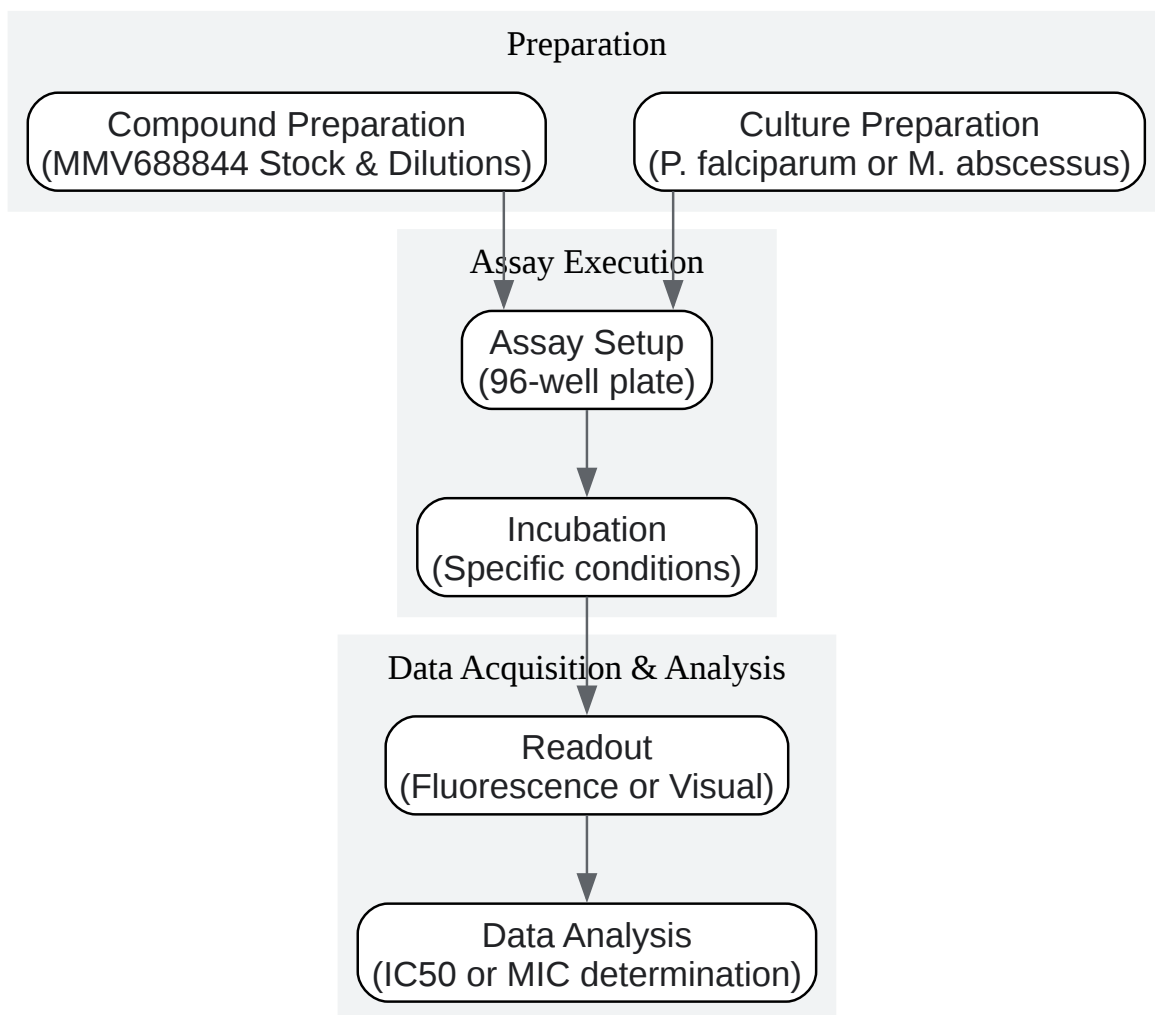 Preparation
Compound Preparation
(MMV688844 Stock & Dilutions)
Culture Preparation
(P. falciparum or M. abscessus)
Assay Execution
Assay Setup
(96-well plate)
Incubation
(Specific conditions)
Data Acquisition & Analysis
Readout
(Fluorescence or Visual)
Data Analysis
(IC50 or MIC determination)